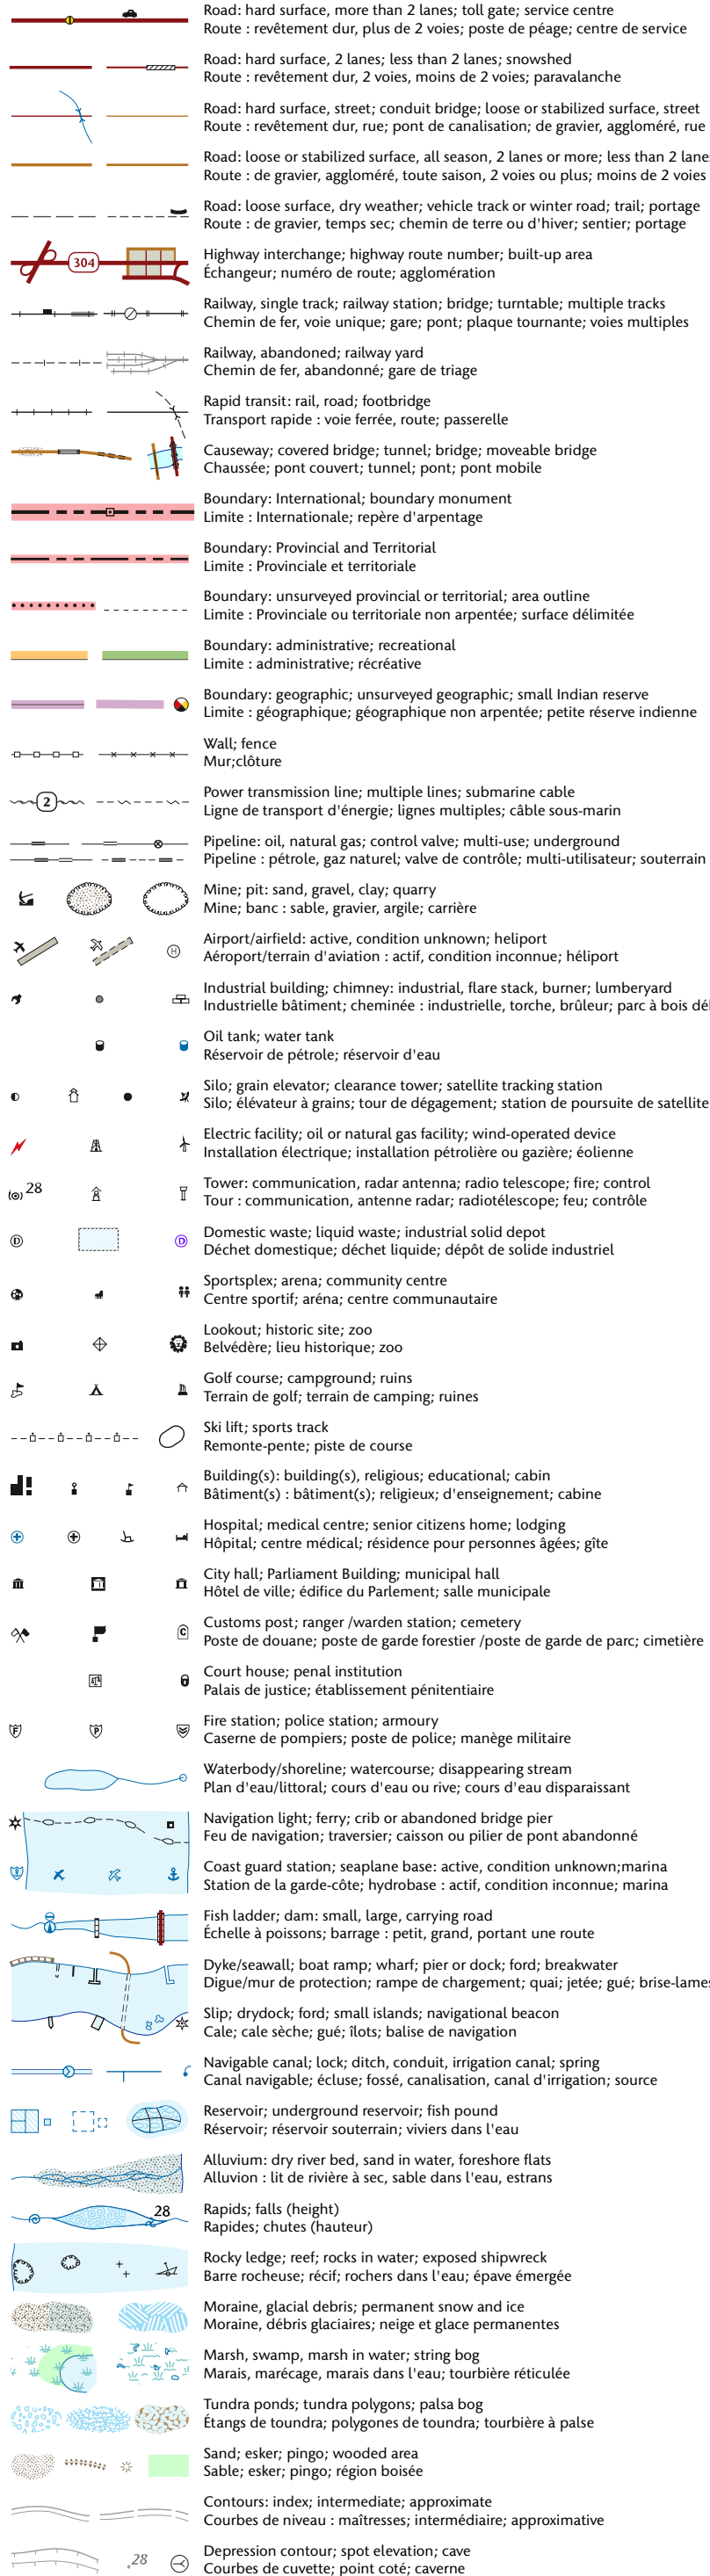 Road: hard surface, more than 2 lanes; toll gate; service centre
Route : revêtement dur, plus de 2 voies; poste de péage; centre de service
Road: hard surface, 2 lanes; less than 2 lanes; snowshed
Route : revêtement dur, 2 voies, moins de 2 voies; paravalanche
Road: hard surface, street; conduit bridge; loose or stabilized surface, street
Route : revêtement dur, rue; pont de canalisation; de gravier, aggloméré, rue
Road: loose or stabilized surface, all season, 2 lanes or more; less than 2 lane
Route : de gravier, aggloméré, toute saison, 2 voies ou plus; moins de 2 voies
Road: loose surface, dry weather; vehicle track or winter road; trail; portage
Route : de gravier, temps sec; chemin de terre ou d'hiver; sentier; portage
304
Highway interchange; highway route number; built-up area
Échangeur; numéro de route; agglomération
Railway, single track; railway station; bridge; turntable; multiple tracks
Chemin de fer, voie unique; gare; pont; plaque tournante; voies multiples
Railway, abandoned; railway yard
Chemin de fer, abandonné; gare de triage
Rapid transit: rail, road; footbridge
Transport rapide : voie ferrée, route; passerelle
Causeway; covered bridge; tunnel; bridge; moveable bridge
Chaussée; pont couvert; tunnel; pont; pont mobile
Boundary: International; boundary monument
Limite : Internationale; repère d'arpentage
Boundary: Provincial and Territorial
Limite : Provinciale et territoriale
Boundary: unsurveyed provincial or territorial; area outline
Limite : Provinciale ou territoriale non arpentée; surface délimitée
Boundary: administrative; recreational
Limite : administrative; récréative
Boundary: geographic; unsurveyed geographic; small Indian reserve
Limite : géographique; géographique non arpentée; petite réserve indienne
Wall; fence
Mur;clôture
2
Power transmission line; multiple lines; submarine cable
Ligne de transport d'énergie; lignes multiples; câble sous-marin
Pipeline: oil, natural gas; control valve; multi-use; underground
Pipeline : pétrole, gaz naturel; valve de contrôle; multi-utilisateur; souterrain
Mine; pit: sand, gravel, clay; quarry
Mine; banc : sable, gravier, argile; carrière
H
Airport/airfield: active, condition unknown; heliport
Aéroport/terrain d'aviation : actif, condition inconnue; héliport
Industrial building; chimney: industrial, flare stack, burner; lumberyard
Industrielle bâtiment; cheminée : industrielle, torche, brûleur; parc à bois dé
Oil tank; water tank
Réservoir de pétrole; réservoir d'eau
Silo; grain elevator; clearance tower; satellite tracking station
Silo; élévateur à grains; tour de dégagement; station de poursuite de satellite
Electric facility; oil or natural gas facility; wind-operated device
Installation électrique; installation pétrolière ou gazière; éolienne
28
Tower: communication, radar antenna; radio telescope; fire; control
Tour : communication, antenne radar; radiotélescope; feu; contrôle
D D
Domestic waste; liquid waste; industrial solid depot
Déchet domestique; déchet liquide; dépôt de solide industriel
Sportsplex; arena; community centre
Centre sportif; aréna; centre communautaire
Lookout; historic site; zoo
Belvédère; lieu historique; zoo
Golf course; campground; ruins
Terrain de golf; terrain de camping; ruines
Ski lift; sports track
Remonte-pente; piste de course
Building(s): building(s), religious; educational; cabin
Bâtiment(s) : bâtiment(s); religieux; d'enseignement; cabine
Hospital; medical centre; senior citizens home; lodging
Hôpital; centre médical; résidence pour personnes âgées; gîte
City hall; Parliament Building; municipal hall
Hôtel de ville; édifice du Parlement; salle municipale
C
Customs post; ranger /warden station; cemetery
Poste de douane; poste de garde forestier /poste de garde de parc; cimetière
Court house; penal institution
Palais de justice; établissement pénitentiaire
F P
Fire station; police station; armoury
Caserne de pompiers; poste de police; manège militaire
Waterbody/shoreline; watercourse; disappearing stream
Plan d'eau/littoral; cours d'eau ou rive; cours d'eau disparaissant
Navigation light; ferry; crib or abandoned bridge pier
Feu de navigation; traversier; caisson ou pilier de pont abandonné
Coast guard station; seaplane base: active, condition unknown;marina
Station de la garde-côte; hydrobase : actif, condition inconnue; marina
Fish ladder; dam: small, large, carrying road
Échelle à poissons; barrage : petit, grand, portant une route
Dyke/seawall; boat ramp; wharf; pier or dock; ford; breakwater
Digue/mur de protection; rampe de chargement; quai; jetée; gué; brise-lames
Slip; drydock; ford; small islands; navigational beacon
Cale; cale sèche; gué; îlots; balise de navigation
Navigable canal; lock; ditch, conduit, irrigation canal; spring
Canal navigable; écluse; fossé, canalisation, canal d'irrigation; source
Reservoir; underground reservoir; fish pound
Réservoir; réservoir souterrain; viviers dans l'eau
Alluvium: dry river bed, sand in water, foreshore flats
Alluvion : lit de rivière à sec, sable dans l'eau, estrans
28
Rapids; falls (height)
Rapides; chutes (hauteur)
Rocky ledge; reef; rocks in water; exposed shipwreck
Barre rocheuse; récif; rochers dans l'eau; épave émergée
Moraine, glacial debris; permanent snow and ice
Moraine, débris glaciaires; neige et glace permanentes
Marsh, swamp, marsh in water; string bog
Marais, marécage, marais dans l'eau; tourbière réticulée
Tundra ponds; tundra polygons; palsa bog
Étangs de toundra; polygones de toundra; tourbière à palse
Sand; esker; pingo; wooded area
Sable; esker; pingo; région boisée
Contours: index; intermediate; approximate
Courbes de niveau : maîtresses; intermédiaire; approximative
28
Depression contour; spot elevation; cave
Courbes de cuvette; point coté; caverne